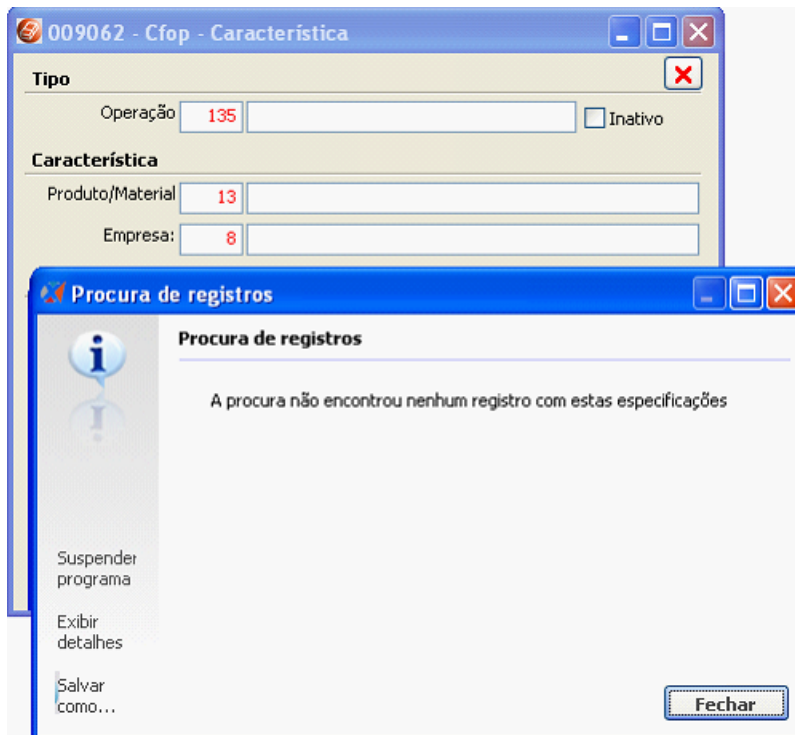 009062 - Cfop - Característica
Tipo
Operação 135 Inativo
Característica
Produto/Material 13
Empresa: 8
Procura de registros
Procura de registros
A procura não encontrou nenhum registro com estas especificações
Suspender
programa
Exibir
detalhes
Salvar
como...
Fechar